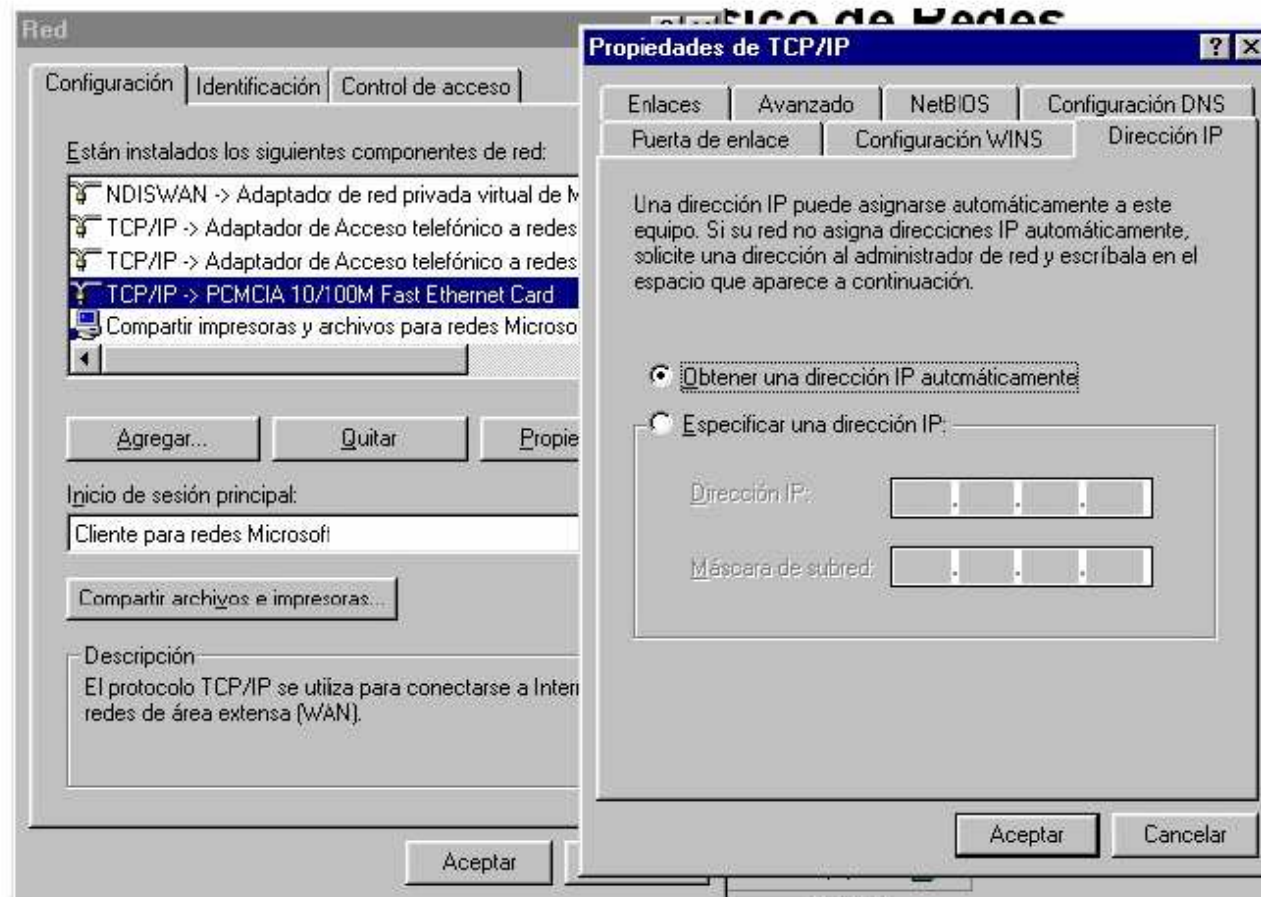 Red
Configuración
Identificación
Control de acceso
Están instalados los siguientes componentes de red:
NDISWAN -> Adaptador de red privada virtual de M
TCP/IP -> Adaptador de Acceso telefónico a redes
TCP/IP -> Adaptador de Acceso telefónico a redes
TCP/IP -> PCMCIA 10/100M Fast Ethernet Card
Compartir impresoras y archivos para redes Microso
Agregar...
Quitar
Propie
Inicio de sesión principal:
Cliente para redes Microsoft
Compartir archivos e impresoras...
Descripción
El protocolo TCP/IP se utiliza para conectarse a Intern
redes de área extensa (WAN).
Aceptar
tico de Redes
Propiedades de TCP/IP
Enlaces
Avanzado
NetBIOS
Configuración DNS
Puerta de enlace
Configuración WINS
Dirección IP
Una dirección IP puede asignarse automáticamente a este
equipo. Si su red no asigna direcciones IP automáticamente,
solicite una dirección al administrador de red y escríbala en el
espacio que aparece a continuación.
Obtener una dirección IP automáticamente
Especificar una dirección IP:
Dirección IP:
Máscara de subred:
Aceptar
Cancelar